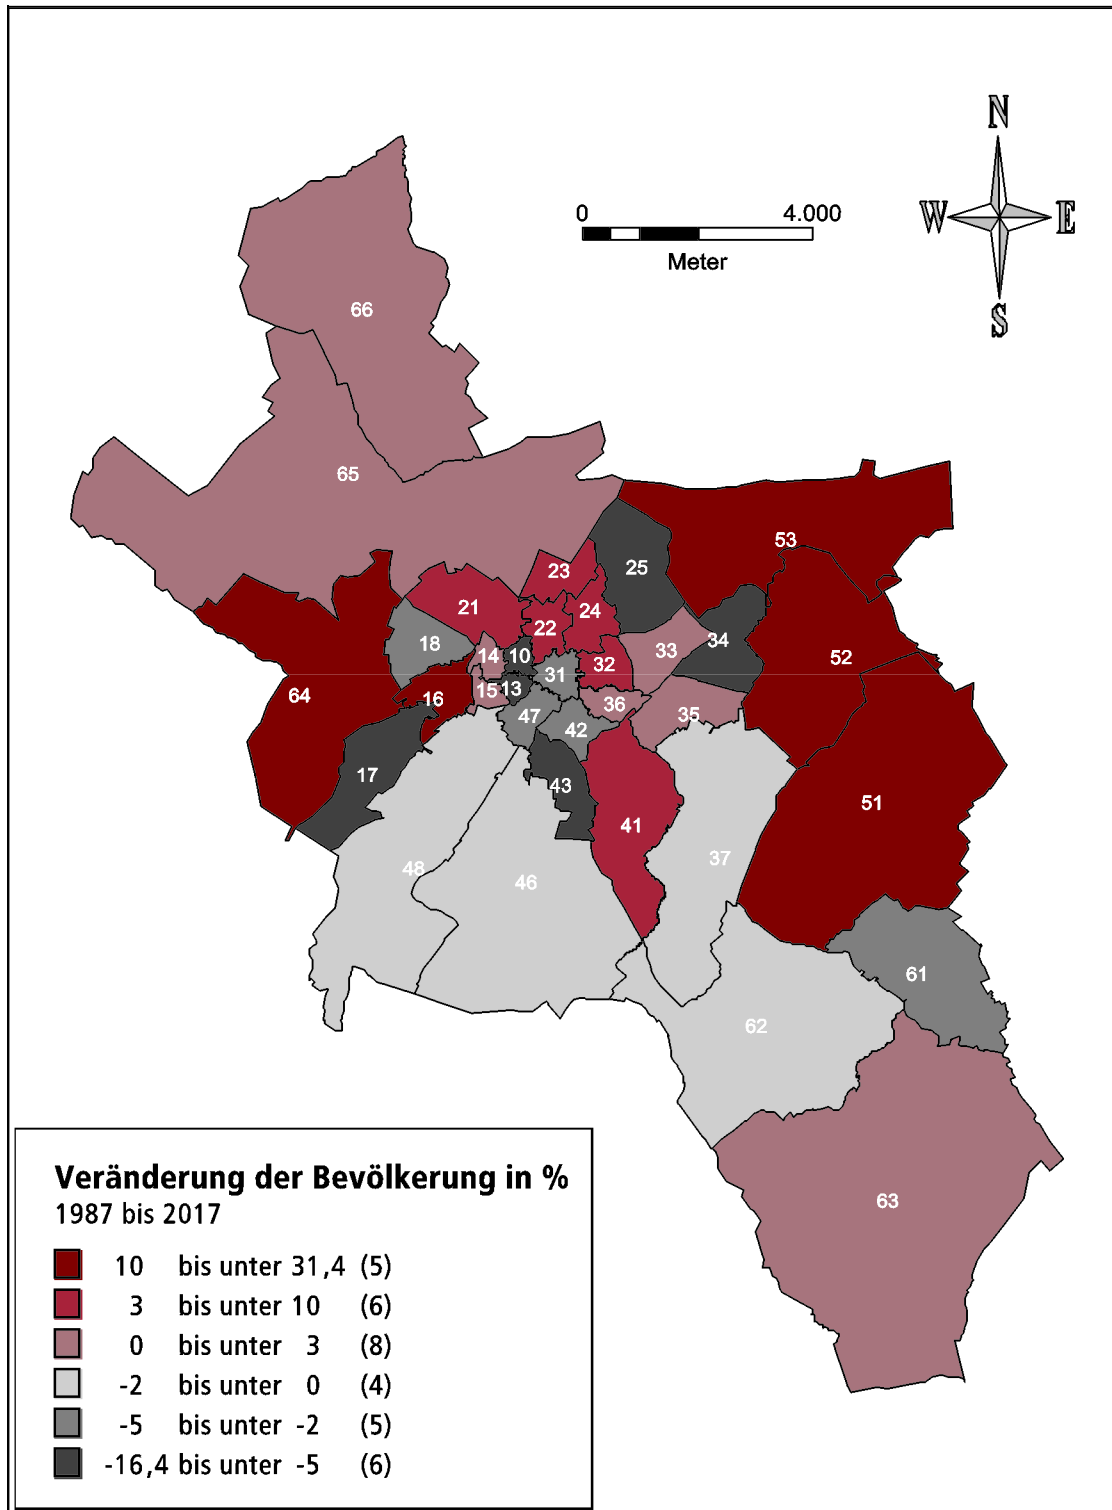 N
W E
S
0 4.000
Meter
66
65
53
25
23
24
21
22
34
18
33
14
10
52
32
31
64
16
15
13
36
35
47
42
17
43
51
41
37
48
46
61
62
63
Veränderung der Bevölkerung in %
1987 bis 2017
10 bis unter 31,4 (5)
3 bis unter 10 (6)
0 bis unter 3 (8)
-2 bis unter 0 (4)
-5 bis unter -2 (5)
-16,4 bis unter -5 (6)